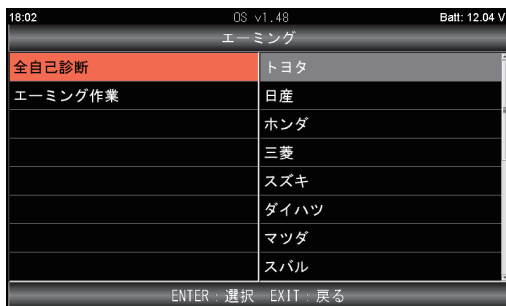 18:02 OS v1.48 Batt: 12.04 V
エーミング
全自己診断 トヨタ
エーミング作業 日産
ホンダ
三菱
スズキ
ダイハツ
マツダ
スバル
ENTER：選択 EXIT：戻る